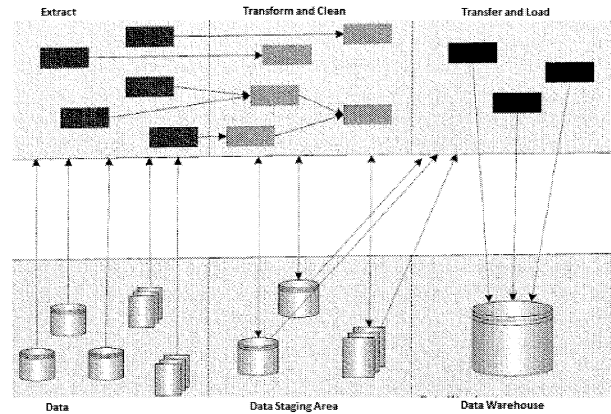 Extract
Transform and Clean
Transfer and Load
Data
Data Staging Area
Data Warehouse